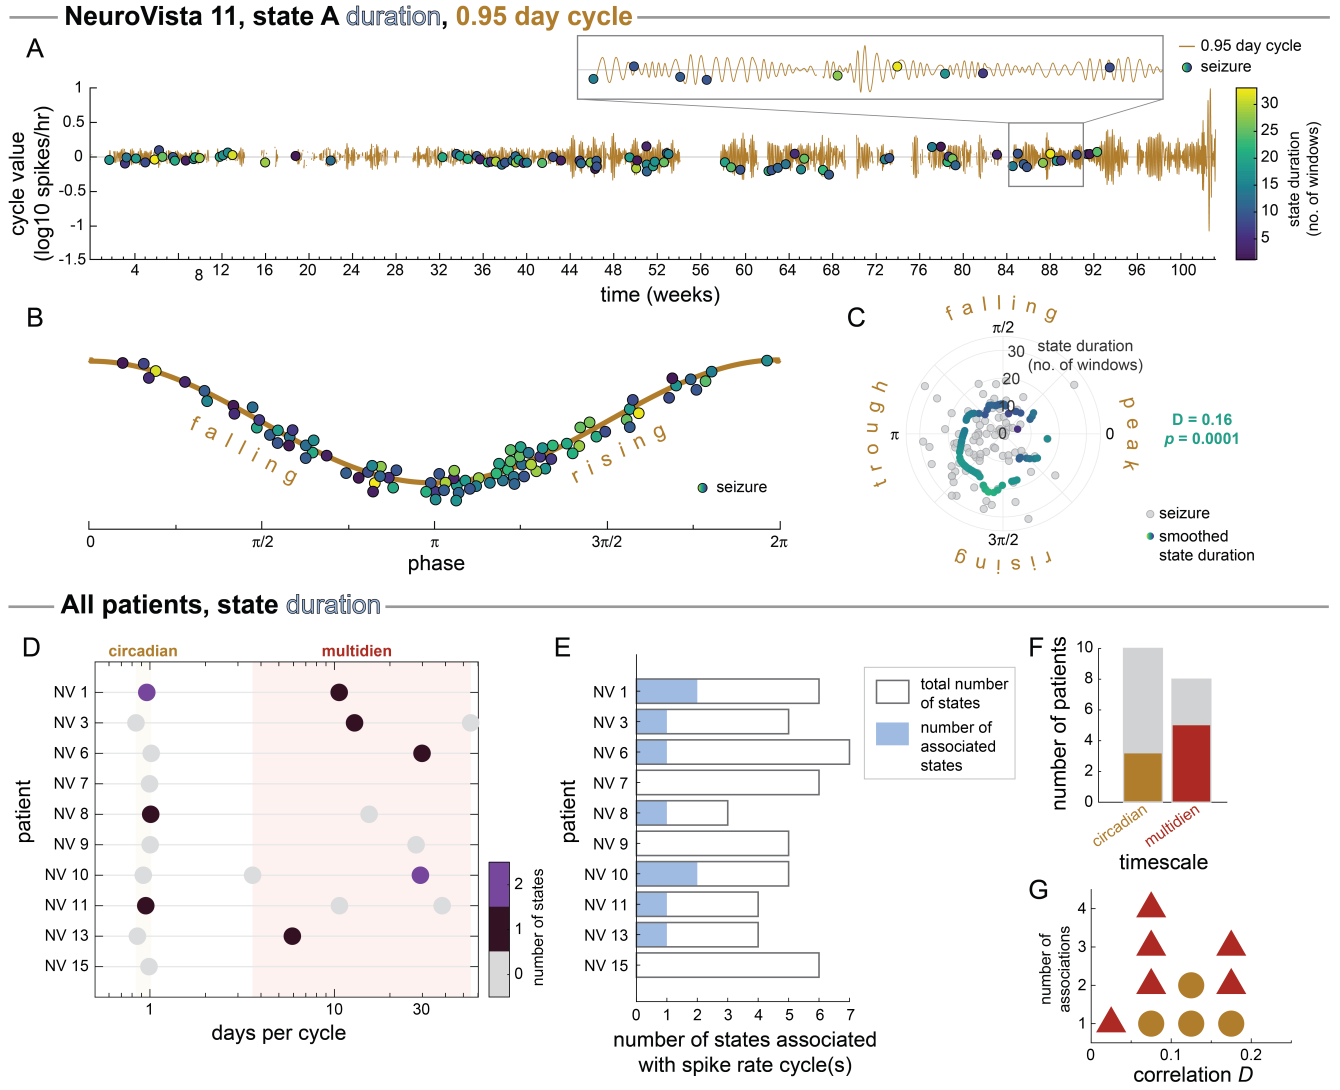 NeuroVista 11, state A duration, 0.95 day cycle
A
0.95 day cycle
seizure
cycle value
(log10 spikes/hr)
1
0.5
0
-0.5
-1
-1.5
4 8 12 16 20 24 28 32 36 40 44 48 52 56 60 64 68 72 76 80 84 88 92 96 100
time (weeks)
30
25
20
15
10
5
state duration
(no. of windows)
B
falling
rising
seizure
0 π/2 π 3π/2 2π
phase
C
falling
π/2
state duration
(no. of windows)
30
20
10
0
trough
π
0
peak
3π/2
rising
D = 0.16
p = 0.0001
seizure
smoothed
state duration
All patients, state duration
D
circadian multidien
patient
NV 1
NV 3
NV 6
NV 7
NV 8
NV 9
NV 10
NV 11
NV 13
NV 15
1 10 30
days per cycle
2
1
0
number of states
E
patient
NV 1
NV 3
NV 6
NV 7
NV 8
NV 9
NV 10
NV 11
NV 13
NV 15
0 1 2 3 4 5 6 7
number of states associated
with spike rate cycle(s)
total number
of states
number of
associated
states
F
number of patients
10
8
6
4
2
0
circadian
multidien
timescale
G
number of
associations
4
3
2
1
0 0.1 0.2
correlation D